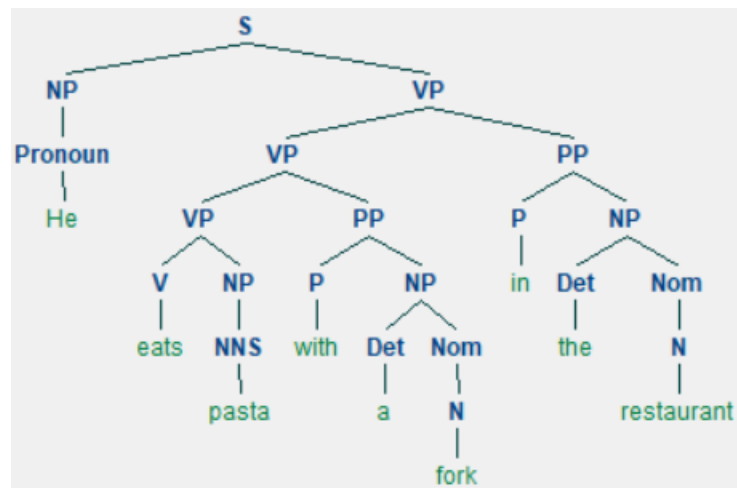 S
NP VP
Pronoun VP PP
He VP PP P NP
V NP P NP in Det Nom
eats NNS with Det Nom the N
pasta a N restaurant
fork